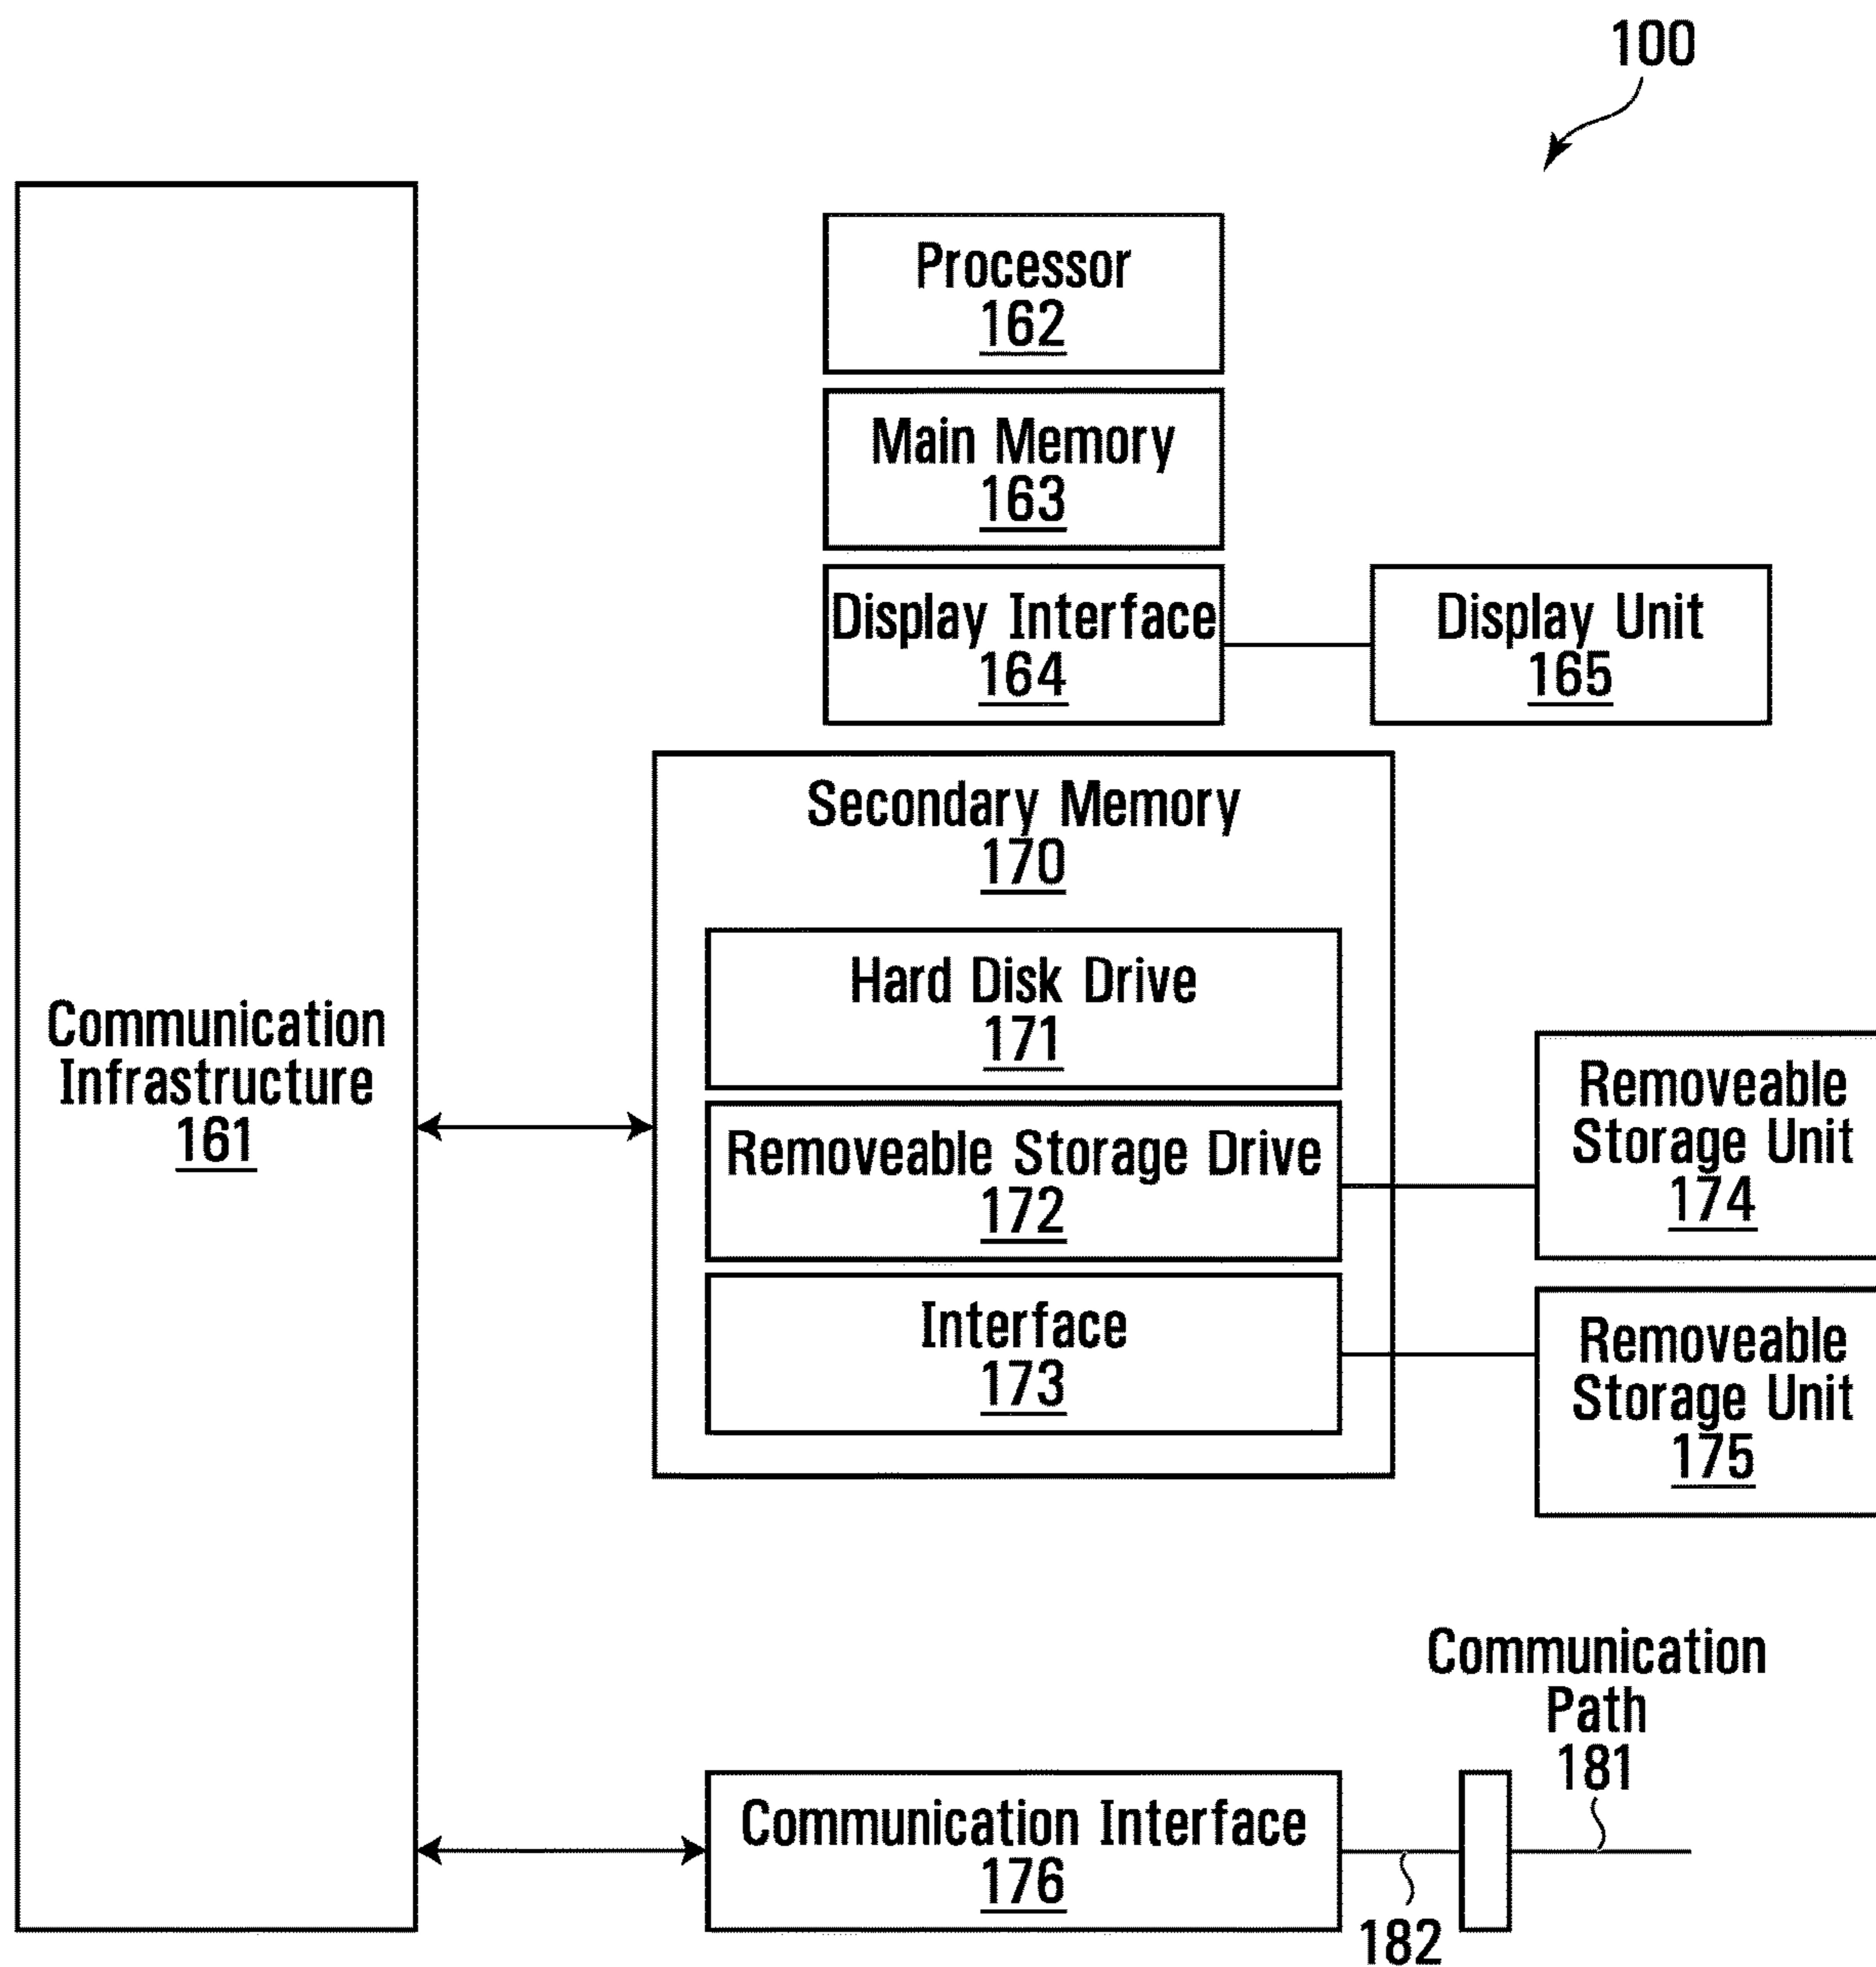 100
Processor
162
Main Memory
163
Display Interface
164
Display Unit
165
Secondary Memory
170
Hard Disk Drive
171
Communication
Infrastructure
161
Removeable Storage Drive
172
Removeable
Storage Unit
174
Interface
173
Removeable
Storage Unit
175
Communication
Path
181
Communication Interface
176
182